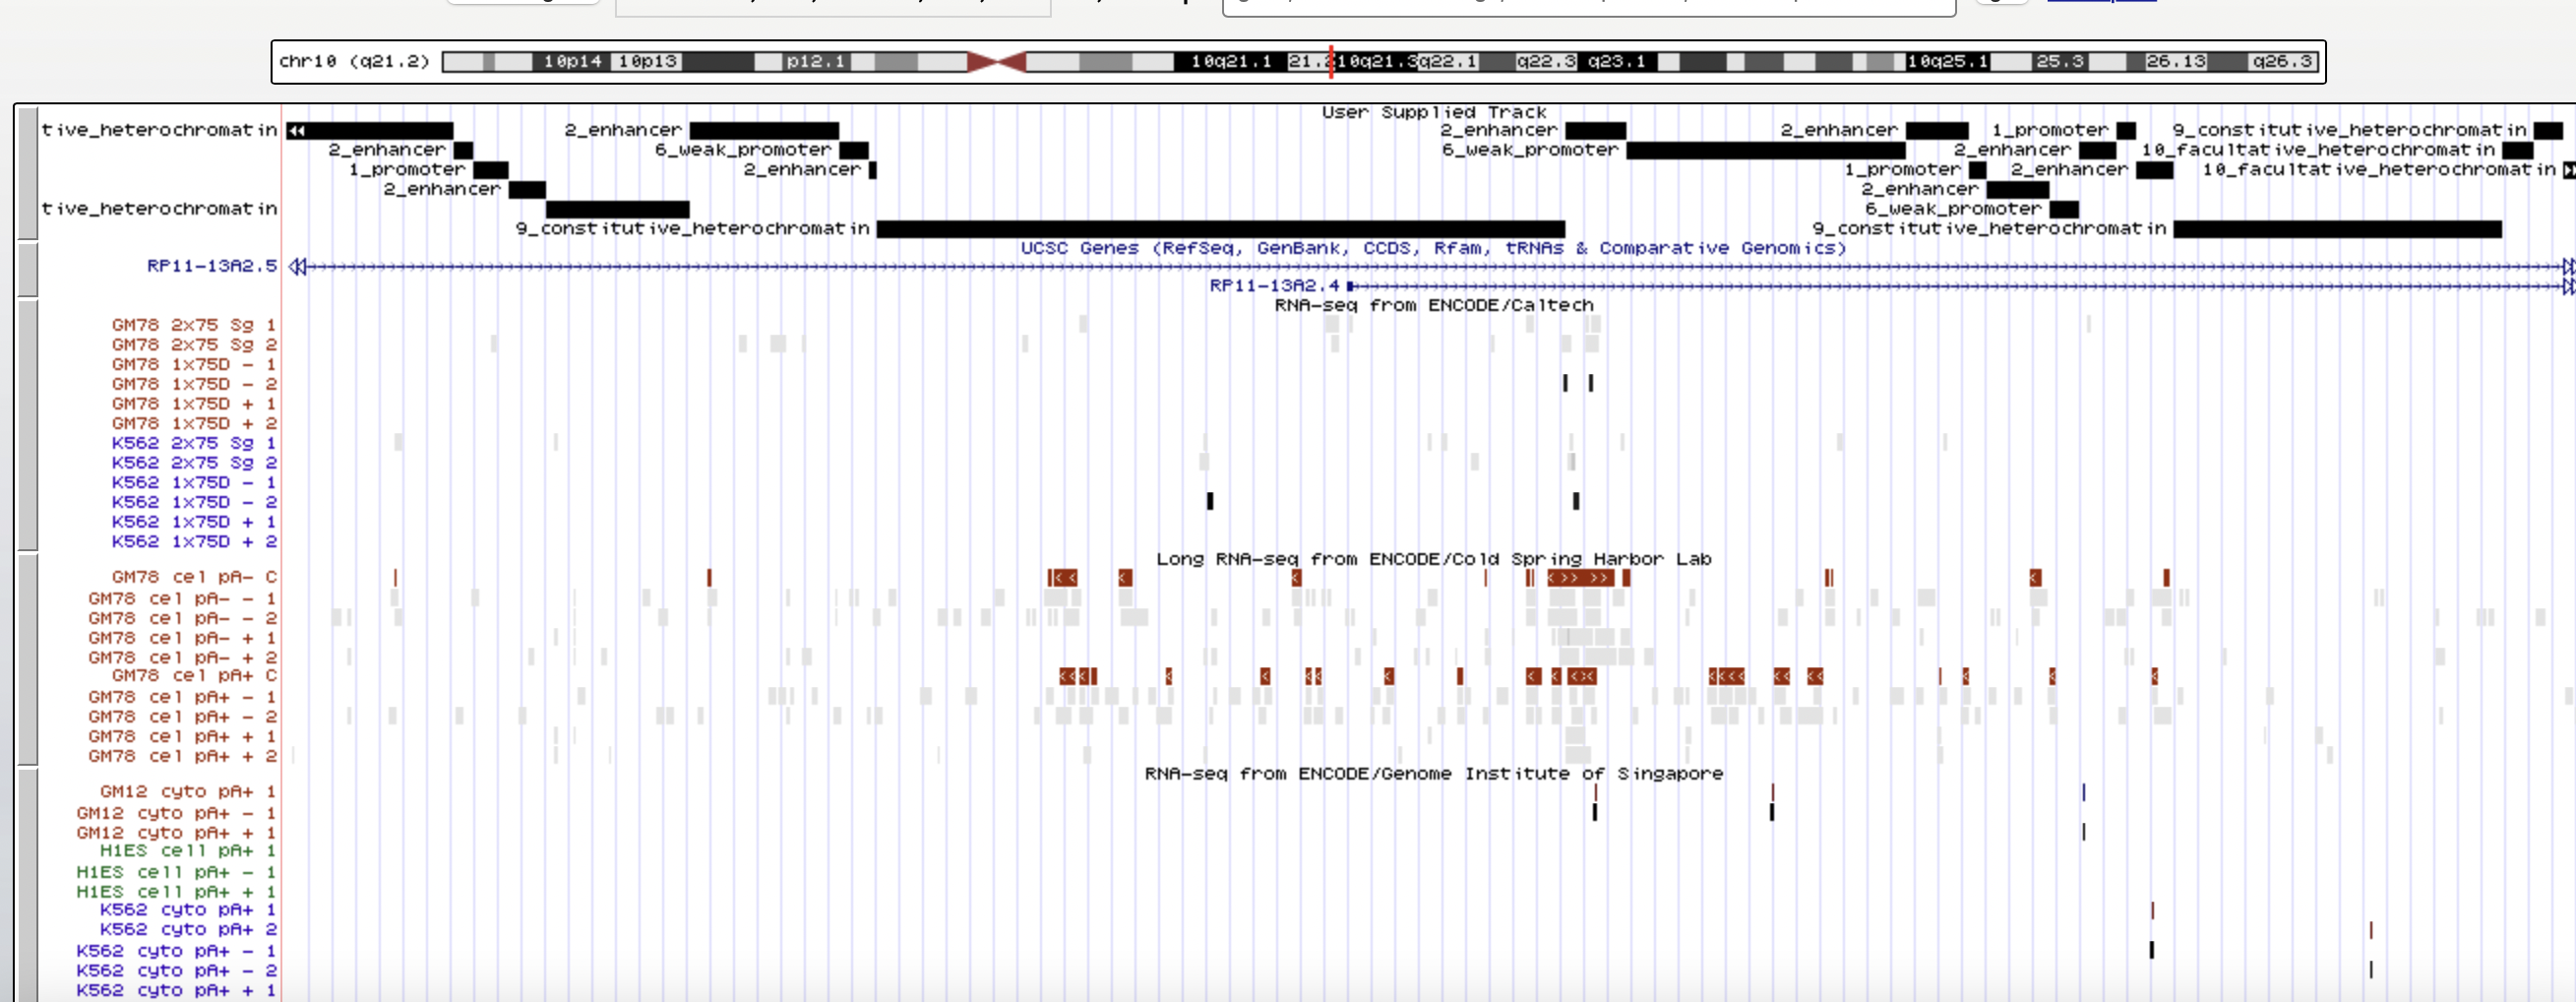 chr10 (q21.2) 10p14 10p13 p12.1 10q21.1 10q21.3 q22.1 q22.3 q23.1 10q25.1 25.3 26.13 q26.3
User Supplied Track
tive_heterochromatin 2_enhancer 2_enhancer 2_enhancer 1_promoter 9_constitutive_heterochromatin
2_enhancer 6_weak_promoter 6_weak_promoter 2_enhancer 10_facultative_heterochromatin
1_promoter 2_enhancer 1_promoter 2_enhancer 10_facultative_heterochromatin
2_enhancer 2_enhancer
tive_heterochromatin 6_weak_promoter
9_constitutive_heterochromatin 9_constitutive_heterochromatin
UCSC Genes (RefSeq, GenBank, CCDS, Rfam, tRNAs & Comparative Genomics)
RP11-13A2.5
RP11-13A2.4
RNA-seq from ENCODE/Caltech
GM78 2x75 Sg 1
GM78 2x75 Sg 2
GM78 1x75D - 1
GM78 1x75D - 2
GM78 1x75D + 1
GM78 1x75D + 2
K562 2x75 Sg 1
K562 2x75 Sg 2
K562 1x75D - 1
K562 1x75D - 2
K562 1x75D + 1
K562 1x75D + 2
Long RNA-seq from ENCODE/Cold Spring Harbor Lab
GM78 cel pA- C
GM78 cel pA- - 1
GM78 cel pA- - 2
GM78 cel pA- + 1
GM78 cel pA- + 2
GM78 cel pA+ C
GM78 cel pA+ - 1
GM78 cel pA+ - 2
GM78 cel pA+ + 1
GM78 cel pA+ + 2
RNA-seq from ENCODE/Genome Institute of Singapore
GM12 cyto pA+ 1
GM12 cyto pA+ - 1
GM12 cyto pA+ + 1
H1ES cell pA+ 1
H1ES cell pA+ - 1
H1ES cell pA+ + 1
K562 cyto pA+ 1
K562 cyto pA+ 2
K562 cyto pA+ - 1
K562 cyto pA+ - 2
K562 cyto pA+ + 1